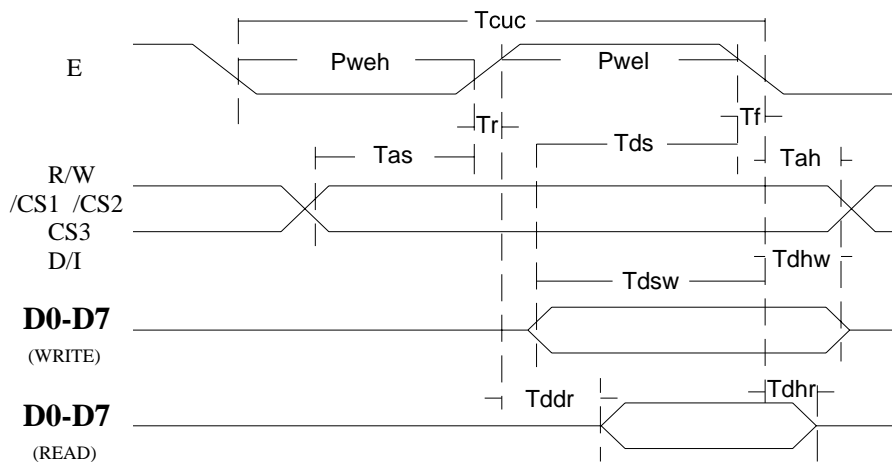 Tcuc
E
Pweh
Pwel
Tr
Tf
Tas
Tds
Tah
R/W
/CS1 /CS2
CS3
D/I
Tdsw
Tdhw
D0-D7
(WRITE)
Tddr
Tdhr
D0-D7
(READ)